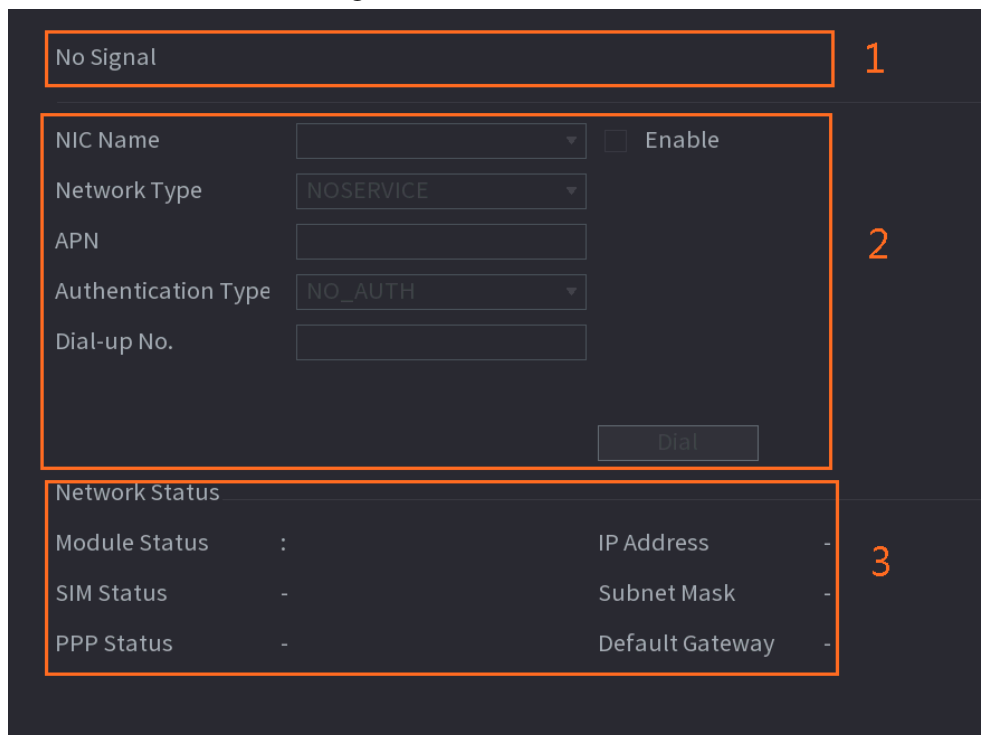 No Signal
1
NIC Name
Enable
Network Type
NOSERVICE
APN
2
Authentication Type
NO_AUTH
Dial-up No.
Dial
Network Status
Module Status :
IP Address -
3
SIM Status -
Subnet Mask -
PPP Status -
Default Gateway -